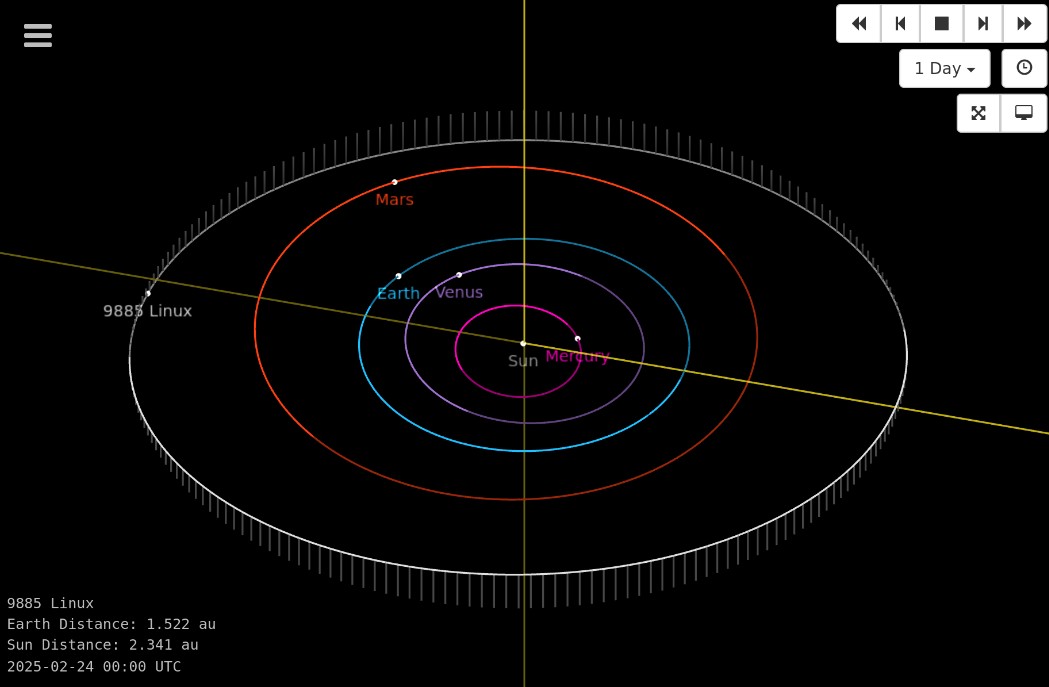 1 Day
Mars
Earth
Venus
9885 Linux
Sun
Mercury
9885 Linux
Earth Distance: 1.522 au
Sun Distance: 2.341 au
2025-02-24 00:00 UTC